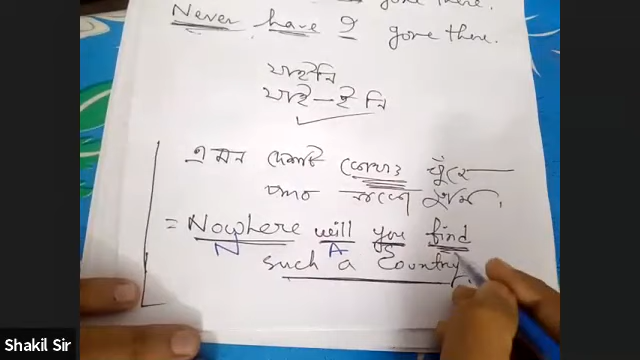 gone there.
Never have I gone there.
যাইনি
যাই-ই নি
এমন দেশটি কোথাও খুঁজে
পাবে
= Nowhere will you find
N A S
such a Country.
Shakil Sir